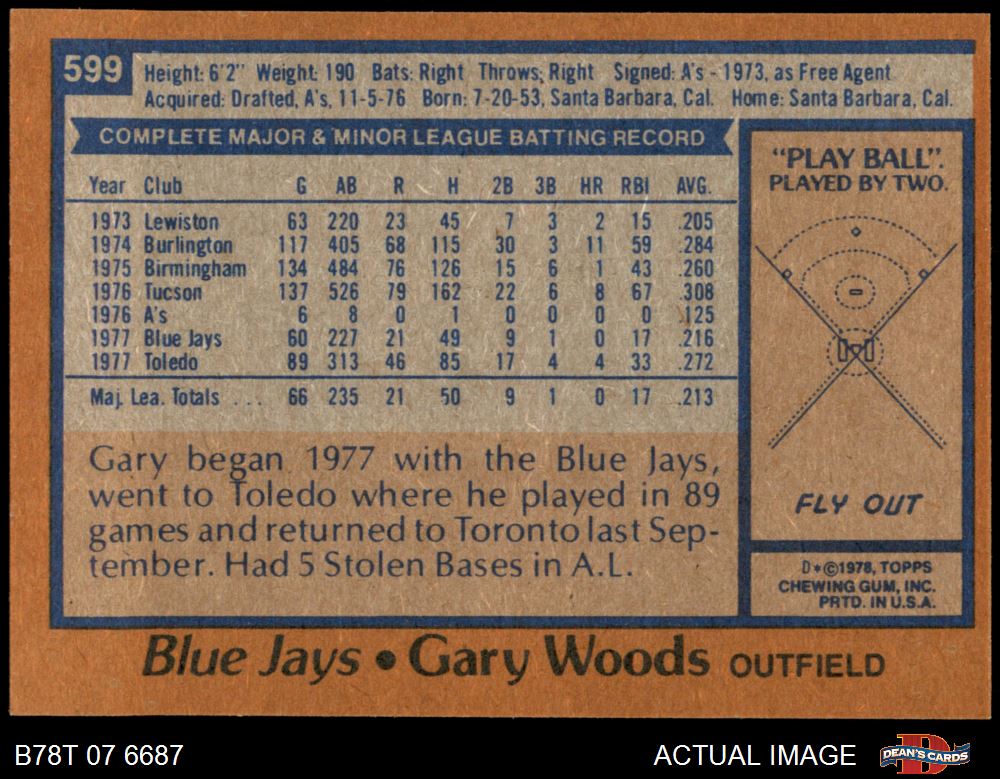 599
Height: 6'2" Weight: 190 Bats: Right Throws: Right Signed: A's - 1973, as Free Agent
Acquired: Drafted, A's, 11-5-76 Born: 7-20-53, Santa Barbara, Cal. Home: Santa Barbara, Cal.
COMPLETE MAJOR & MINOR LEAGUE BATTING RECORD
Year Club G AB R H 2B 3B HR RBI AVG.
1973 Lewiston 63 220 23 45 7 3 2 15 .205
1974 Burlington 117 405 68 115 30 3 11 59 .284
1975 Birmingham 134 484 76 126 15 6 1 43 .260
1976 Tucson 137 526 79 162 22 6 8 67 .308
1976 A's 6 8 0 1 0 0 0 0 .125
1977 Blue Jays 60 227 21 49 9 1 0 17 .216
1977 Toledo 89 313 46 85 17 4 4 33 .272
Maj. Lea. Totals ... 66 235 21 50 9 1 0 17 .213
Gary began 1977 with the Blue Jays,
went to Toledo where he played in 89
games and returned to Toronto last Sep-
tember. Had 5 Stolen Bases in A.L.
"PLAY BALL".
PLAYED BY TWO.
FLY OUT
D*©1978, TOPPS
CHEWING GUM, INC.
PRTD. IN U.S.A.
Blue Jays • Gary Woods OUTFIELD
B78T 07 6687
ACTUAL IMAGE
DEAN'S CARDS